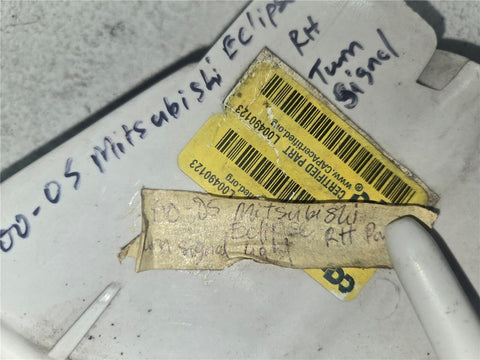 00-05 Mitsubishi Eclipse
RH
Turn
Signal
L00490123
www.CAPAcertified.org
CERTIFIED PART
L00490123
00-05 Mitsubishi
Eclipse RH
signal Light